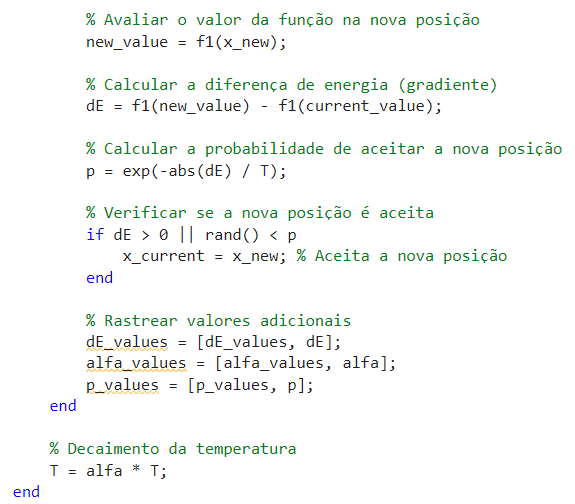 % Avaliar o valor da função na nova posição
new_value = f1(x_new);
% Calcular a diferença de energia (gradiente)
dE = f1(new_value) - f1(current_value);
% Calcular a probabilidade de aceitar a nova posição
p = exp(-abs(dE) / T);
% Verificar se a nova posição é aceita
if dE > 0 || rand() < p
x_current = x_new; % Aceita a nova posição
end
% Rastrear valores adicionais
dE_values = [dE_values, dE];
alfa_values = [alfa_values, alfa];
p_values = [p_values, p];
end
% Decaimento da temperatura
T = alfa * T;
end